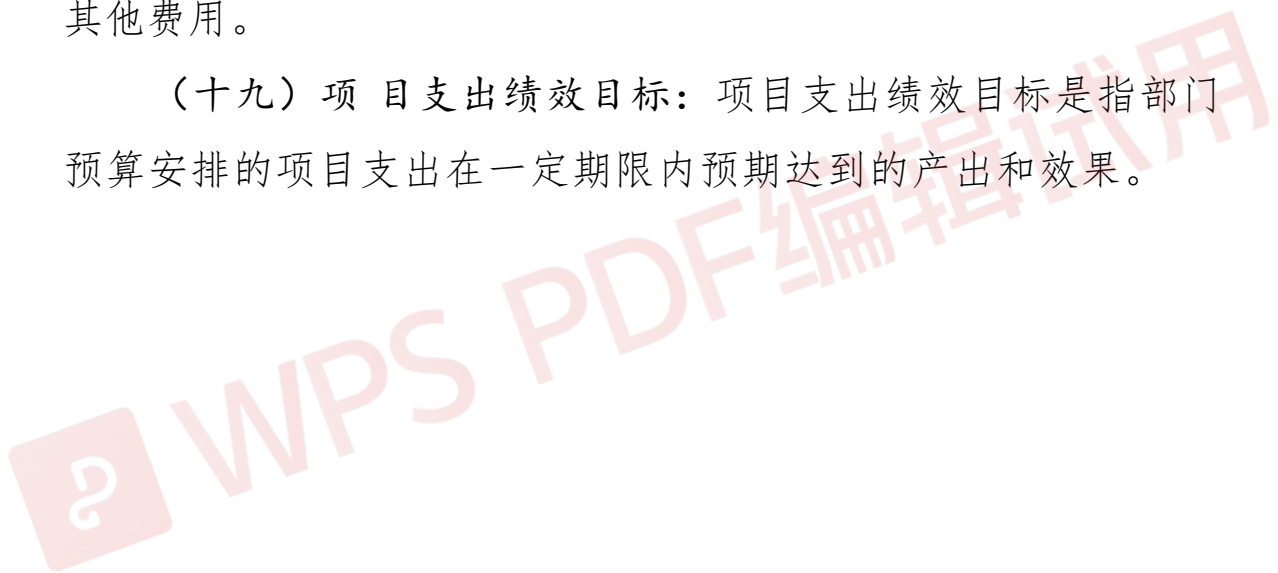 其他费用。
（十九）项 目支出绩效目标：项目支出绩效目标是指部门
预算安排的项目支出在一定期限内预期达到的产出和效果。
WPS PDF编辑试用